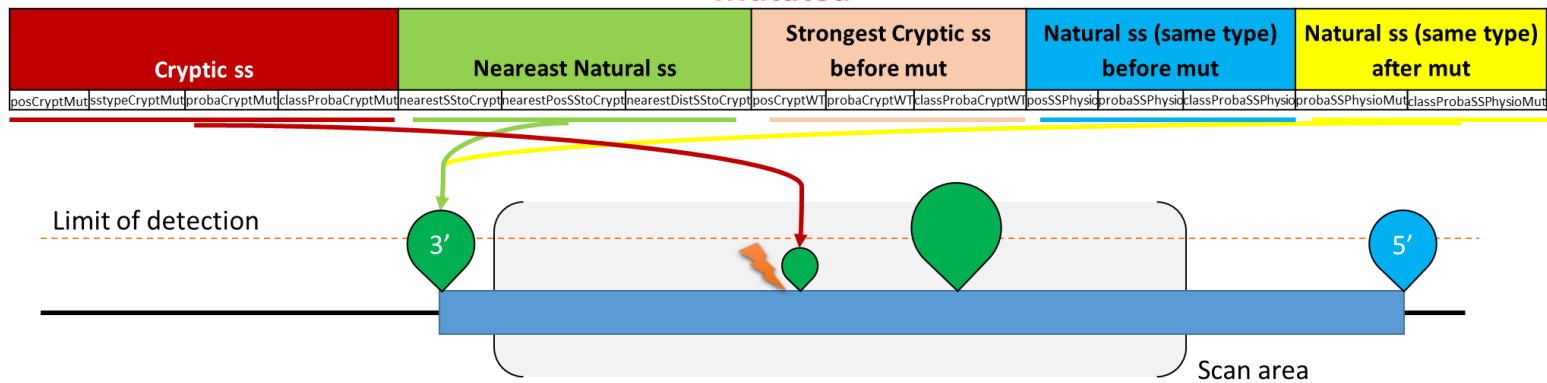 Cryptic ss
Neareast Natural ss
Strongest Cryptic ss
before mut
Natural ss (same type)
before mut
Natural ss (same type)
after mut
posCryptMut sstypeCryptMut probaCryptMut classProbaCryptMut nearestSStoCrypt nearestPosSStoCrypt nearestDistSStoCrypt posCryptWT probaCryptWT classProbaCryptWT posSSPhysio probaSSPhysio classProbaSSPhysio probaSSPhysioMut classProbaSSPhysioMut
Limit of detection
3’
5’
Scan area